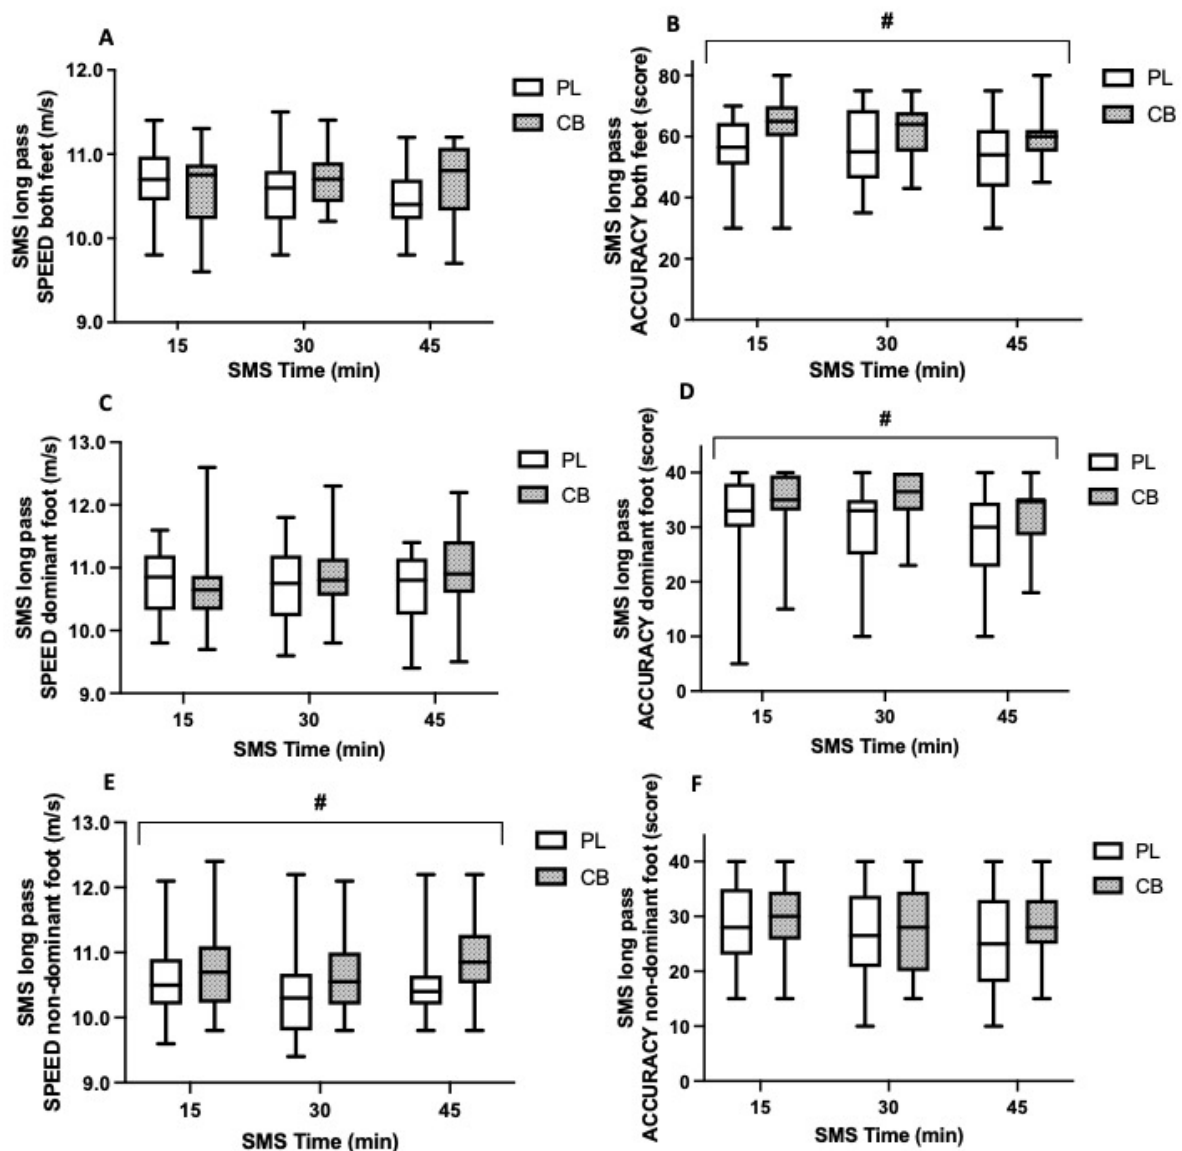 A
SMS long pass
SPEED both feet (m/s)
12.0
11.0
10.0
9.0
15 30 45
SMS Time (min)
PL
CB
B
#
SMS long pass
ACCURACY both feet (score)
80
60
40
20
0
15 30 45
SMS Time (min)
PL
CB
C
SMS long pass
SPEED dominant foot (m/s)
13.0
12.0
11.0
10.0
9.0
15 30 45
SMS Time (min)
PL
CB
D
#
SMS long pass
ACCURACY dominant foot (score)
40
30
20
10
0
15 30 45
SMS Time (min)
PL
CB
E
#
SMS long pass
SPEED non-dominant foot (m/s)
13.0
12.0
11.0
10.0
9.0
15 30 45
SMS Time (min)
PL
CB
F
SMS long pass
ACCURACY non-dominant foot (score)
40
30
20
10
0
15 30 45
SMS Time (min)
PL
CB